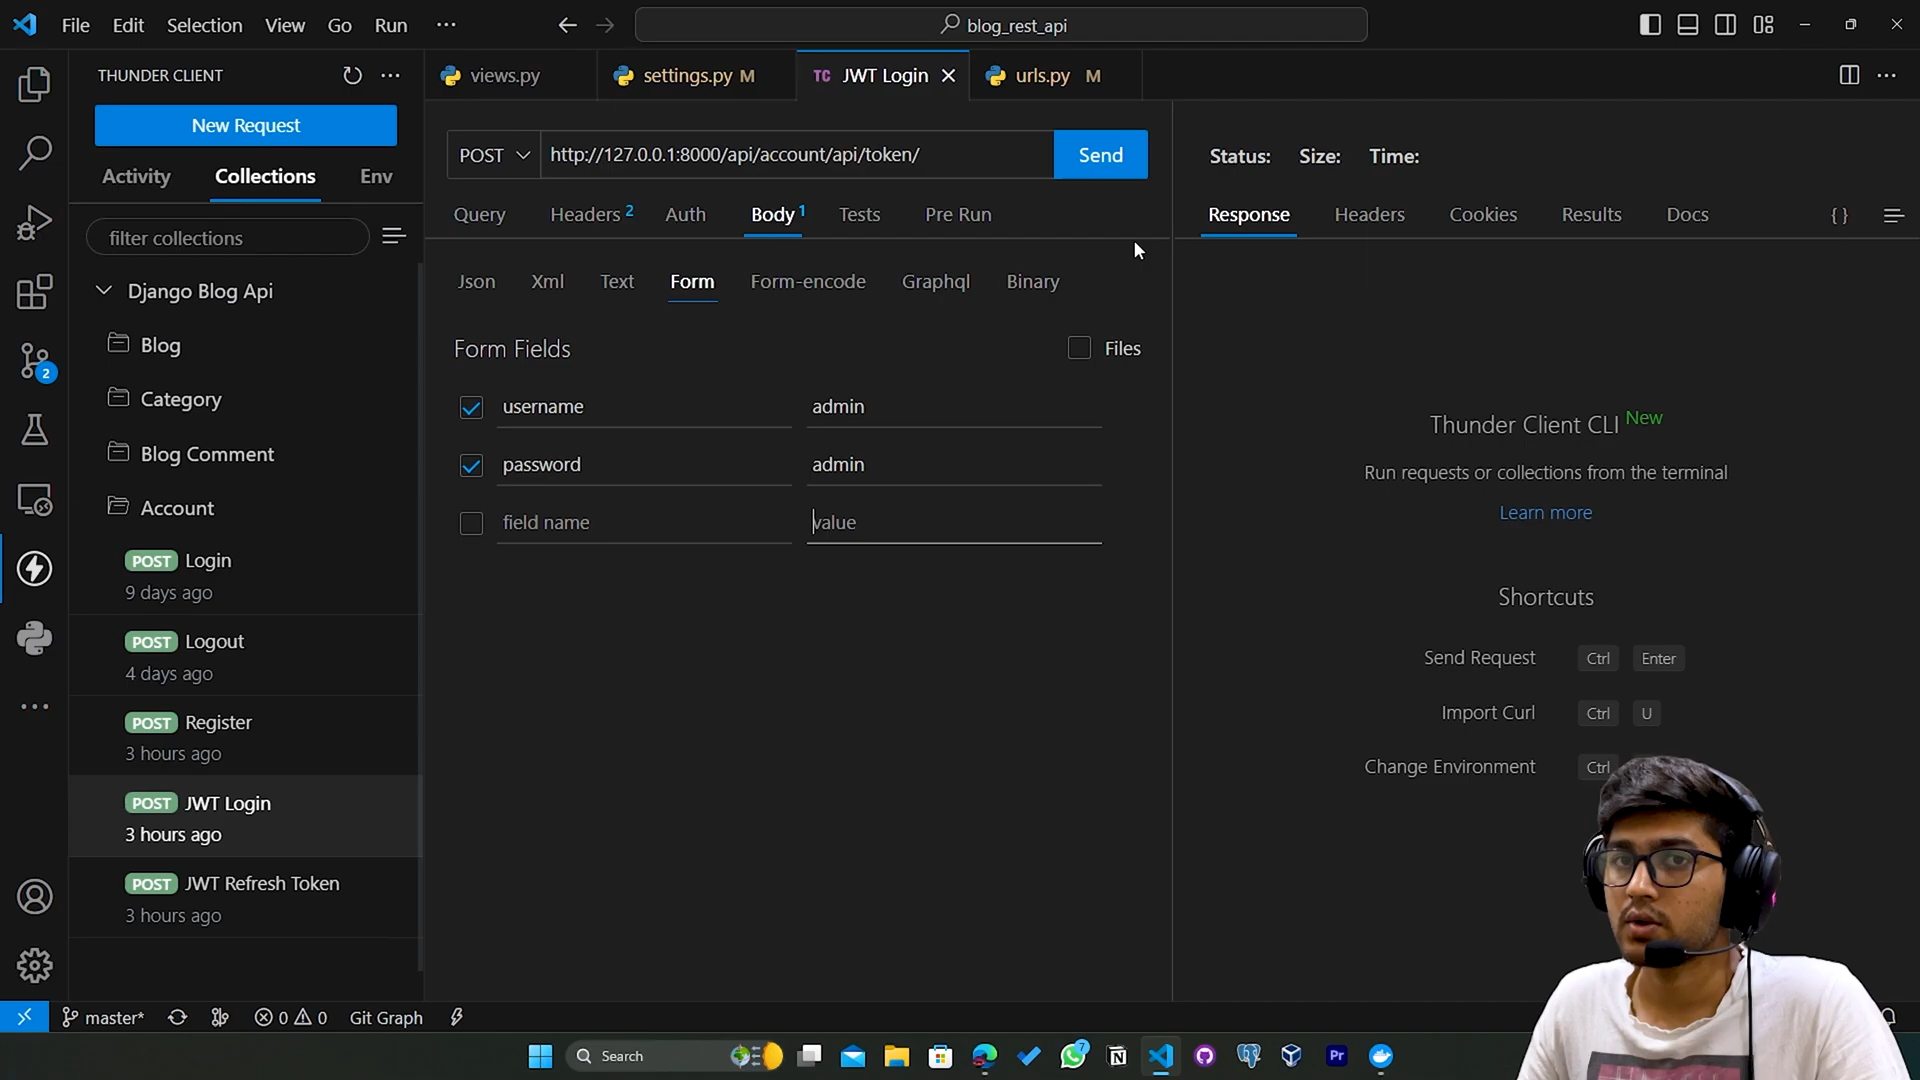 File Edit Selection View Go Run ···
blog_rest_api
THUNDER CLIENT
New Request
Activity Collections Env
filter collections
Django Blog Api
Blog
Category
Blog Comment
Account
POST Login
9 days ago
POST Logout
4 days ago
POST Register
3 hours ago
POST JWT Login
3 hours ago
POST JWT Refresh Token
3 hours ago
2
views.py settings.py M TC JWT Login urls.py M
POST http://127.0.0.1:8000/api/account/api/token/ Send
Query Headers 2 Auth Body 1 Tests Pre Run
Json Xml Text Form Form-encode Graphql Binary
Form Fields Files
username admin
password admin
field name value
Status: Size: Time:
Response Headers Cookies Results Docs {}
Thunder Client CLI New
Run requests or collections from the terminal
Learn more
Shortcuts
Send Request Ctrl Enter
Import Curl Ctrl U
Change Environment Ctrl
master* 0 0 Git Graph
Search 7 Pr